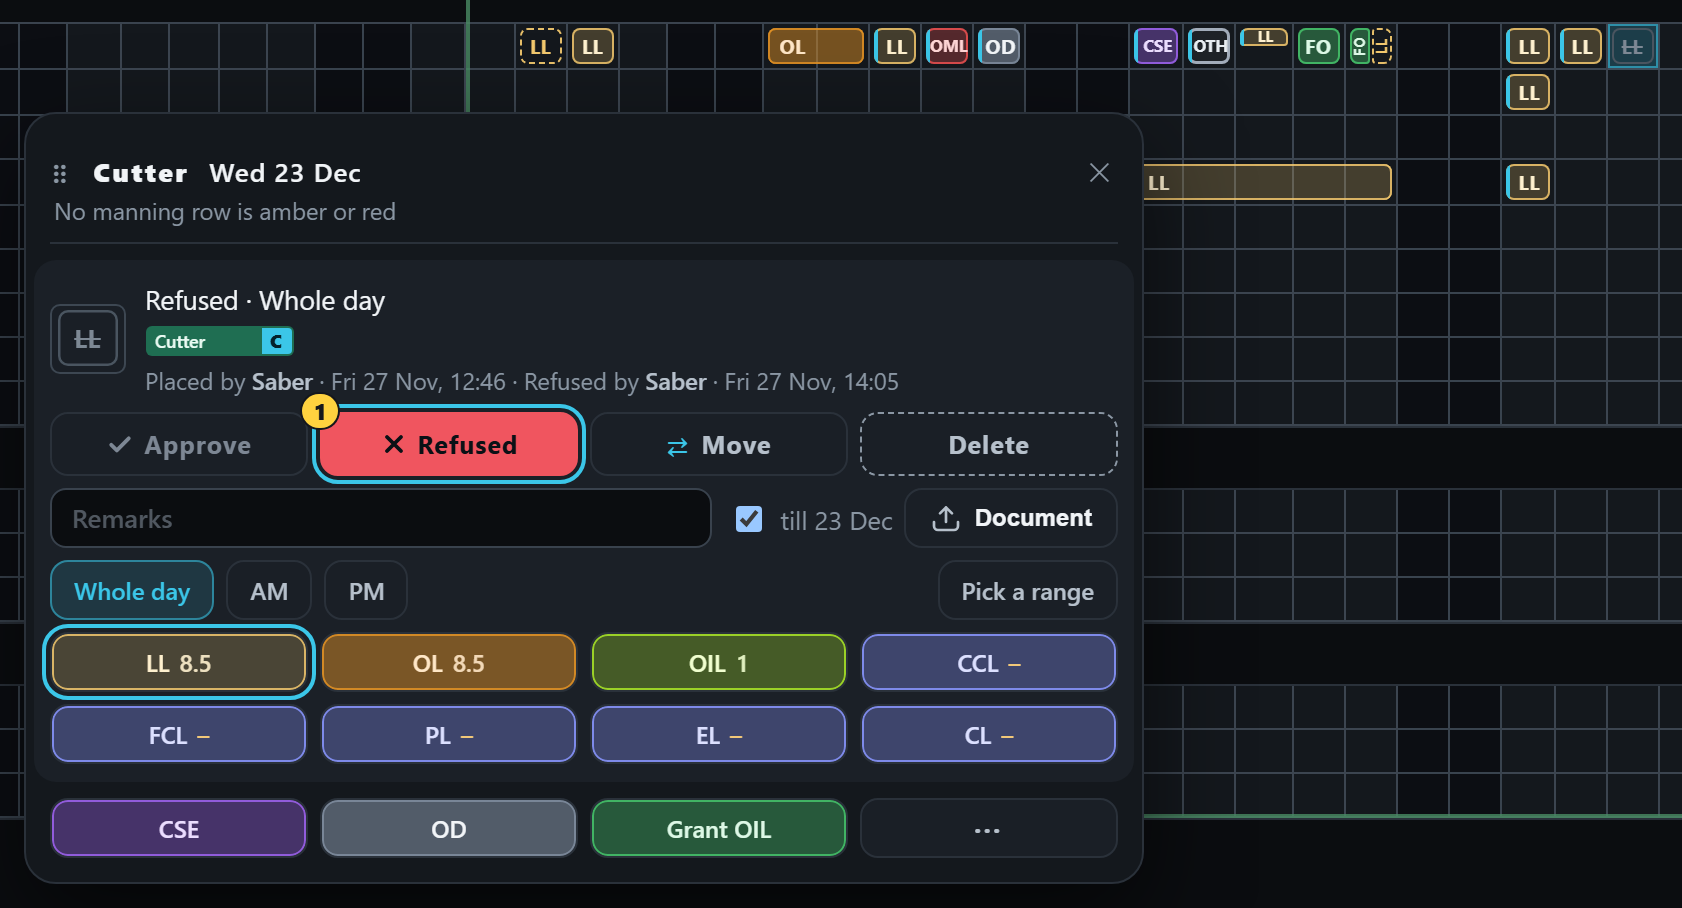 LL LL OL LL OML OD CSE OTH LL FO FO LL LL LL LL
LL
Cutter Wed 23 Dec
No manning row is amber or red
LL LL
Refused · Whole day
LL
Cutter C
Placed by Saber · Fri 27 Nov, 12:46 · Refused by Saber · Fri 27 Nov, 14:05
1
Approve Refused Move Delete
Remarks till 23 Dec Document
Whole day AM PM Pick a range
LL 8.5 OL 8.5 OIL 1 CCL –
FCL – PL – EL – CL –
CSE OD Grant OIL ...